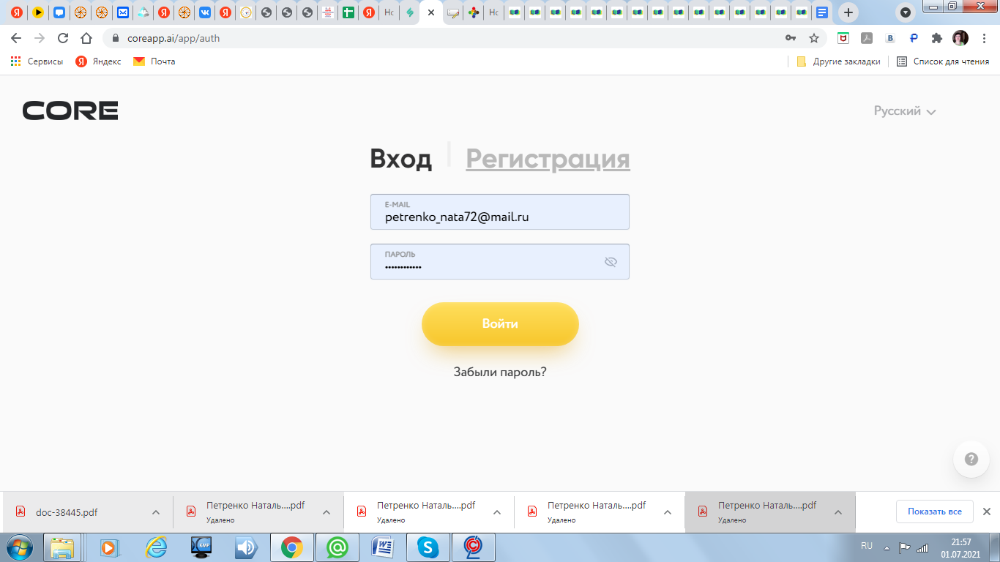 Но
Но
coreapp.ai/app/auth
Сервисы
Яндекс
Почта
Другие закладки
Список для чтения
CORE
Русский
Вход
Регистрация
E-MAIL
petrenko_nata72@mail.ru
ПАРОЛЬ
••••••••••••
Войти
Забыли пароль?
doc-38445.pdf
Петренко Наталь....pdf
Удалено
Петренко Наталь....pdf
Удалено
Петренко Наталь....pdf
Удалено
Петренко Наталь....pdf
Удалено
Показать все
RU
21:57
01.07.2021